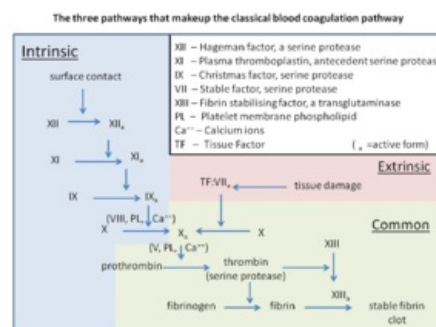 The three pathways that makeup the classical blood coagulation pathway
Intrinsic
surface contact
XII
XIIₐ
XI
XIₐ
IX
IXₐ
(VIII, PL, Ca⁺⁺)
X
Xₐ
X
(V, PL, Ca⁺⁺)
XII – Hageman factor, a serine protease
XI – Plasma thromboplastin, antecedent serine protease
IX – Christmas factor, serine protease
VII – Stable factor, serine protease
XIII – Fibrin stabilising factor, a transglutaminase
PL – Platelet membrane phospholipid
Ca⁺⁺ – Calcium ions
TF – Tissue Factor ( ₐ =active form)
Extrinsic
TF:VIIₐ
tissue damage
Common
prothrombin
thrombin
(serine protease)
XIII
XIIIₐ
fibrinogen
fibrin
stable fibrin
clot